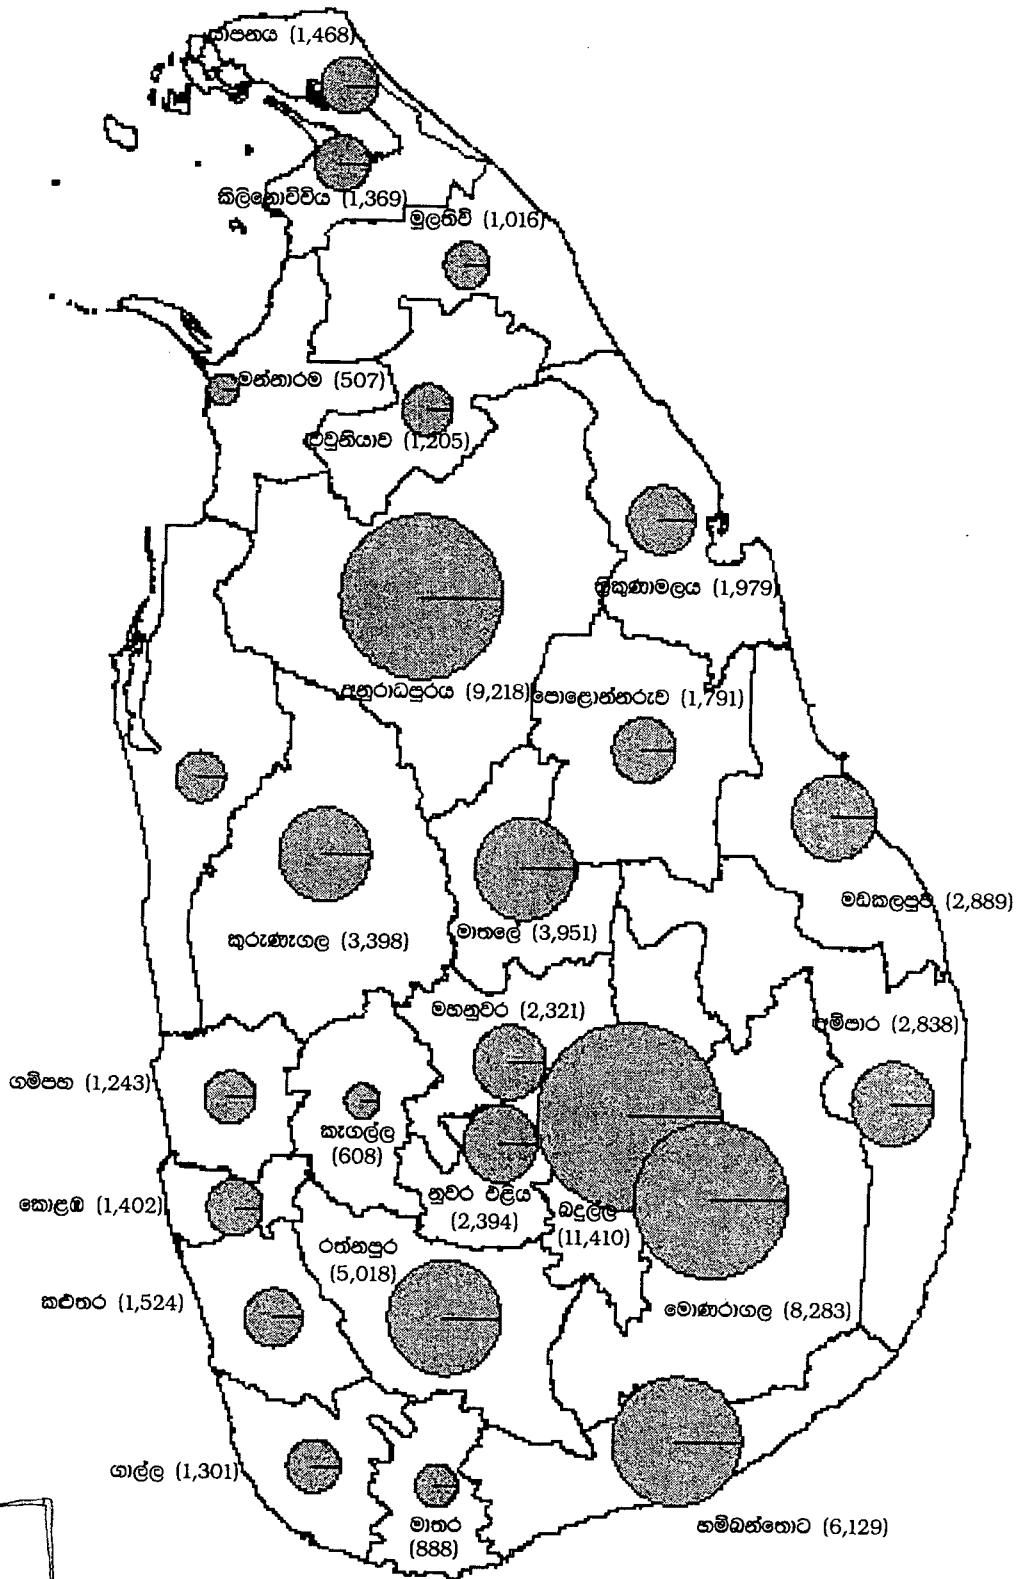 යාපනය (1,468)
කිලිනොච්චිය (1,369)
මුලතිව් (1,016)
මන්නාරම (507)
වවුනියාව (1,205)
ත්‍රිකුණාමලය (1,979)
අනුරාධපුරය (9,218)
පොළොන්නරුව (1,791)
මඩකලපුව (2,889)
කුරුණෑගල (3,398)
මාතලේ (3,951)
මහනුවර (2,321)
අම්පාර (2,838)
ගම්පහ (1,243)
කෑගල්ල
(608)
නුවර එළිය
(2,394)
බදුල්ල
(11,410)
කොළඹ (1,402)
රත්නපුර
(5,018)
කළුතර (1,524)
මොණරාගල (8,283)
ගාල්ල (1,301)
මාතර
(888)
හම්බන්තොට (6,129)